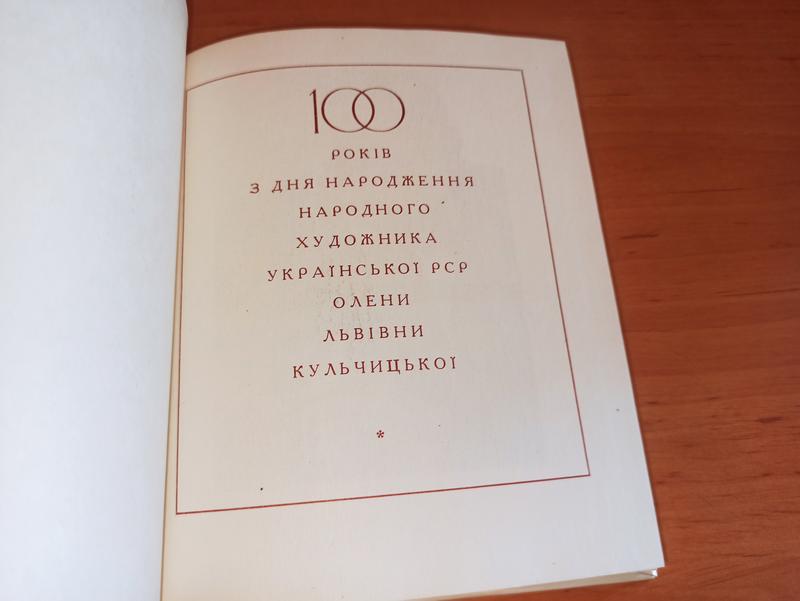 100
РОКІВ
З ДНЯ НАРОДЖЕННЯ
НАРОДНОГО
ХУДОЖНИКА
УКРАЇНСЬКОЇ РСР
ОЛЕНИ
ЛЬВІВНИ
КУЛЬЧИЦЬКОЇ
*